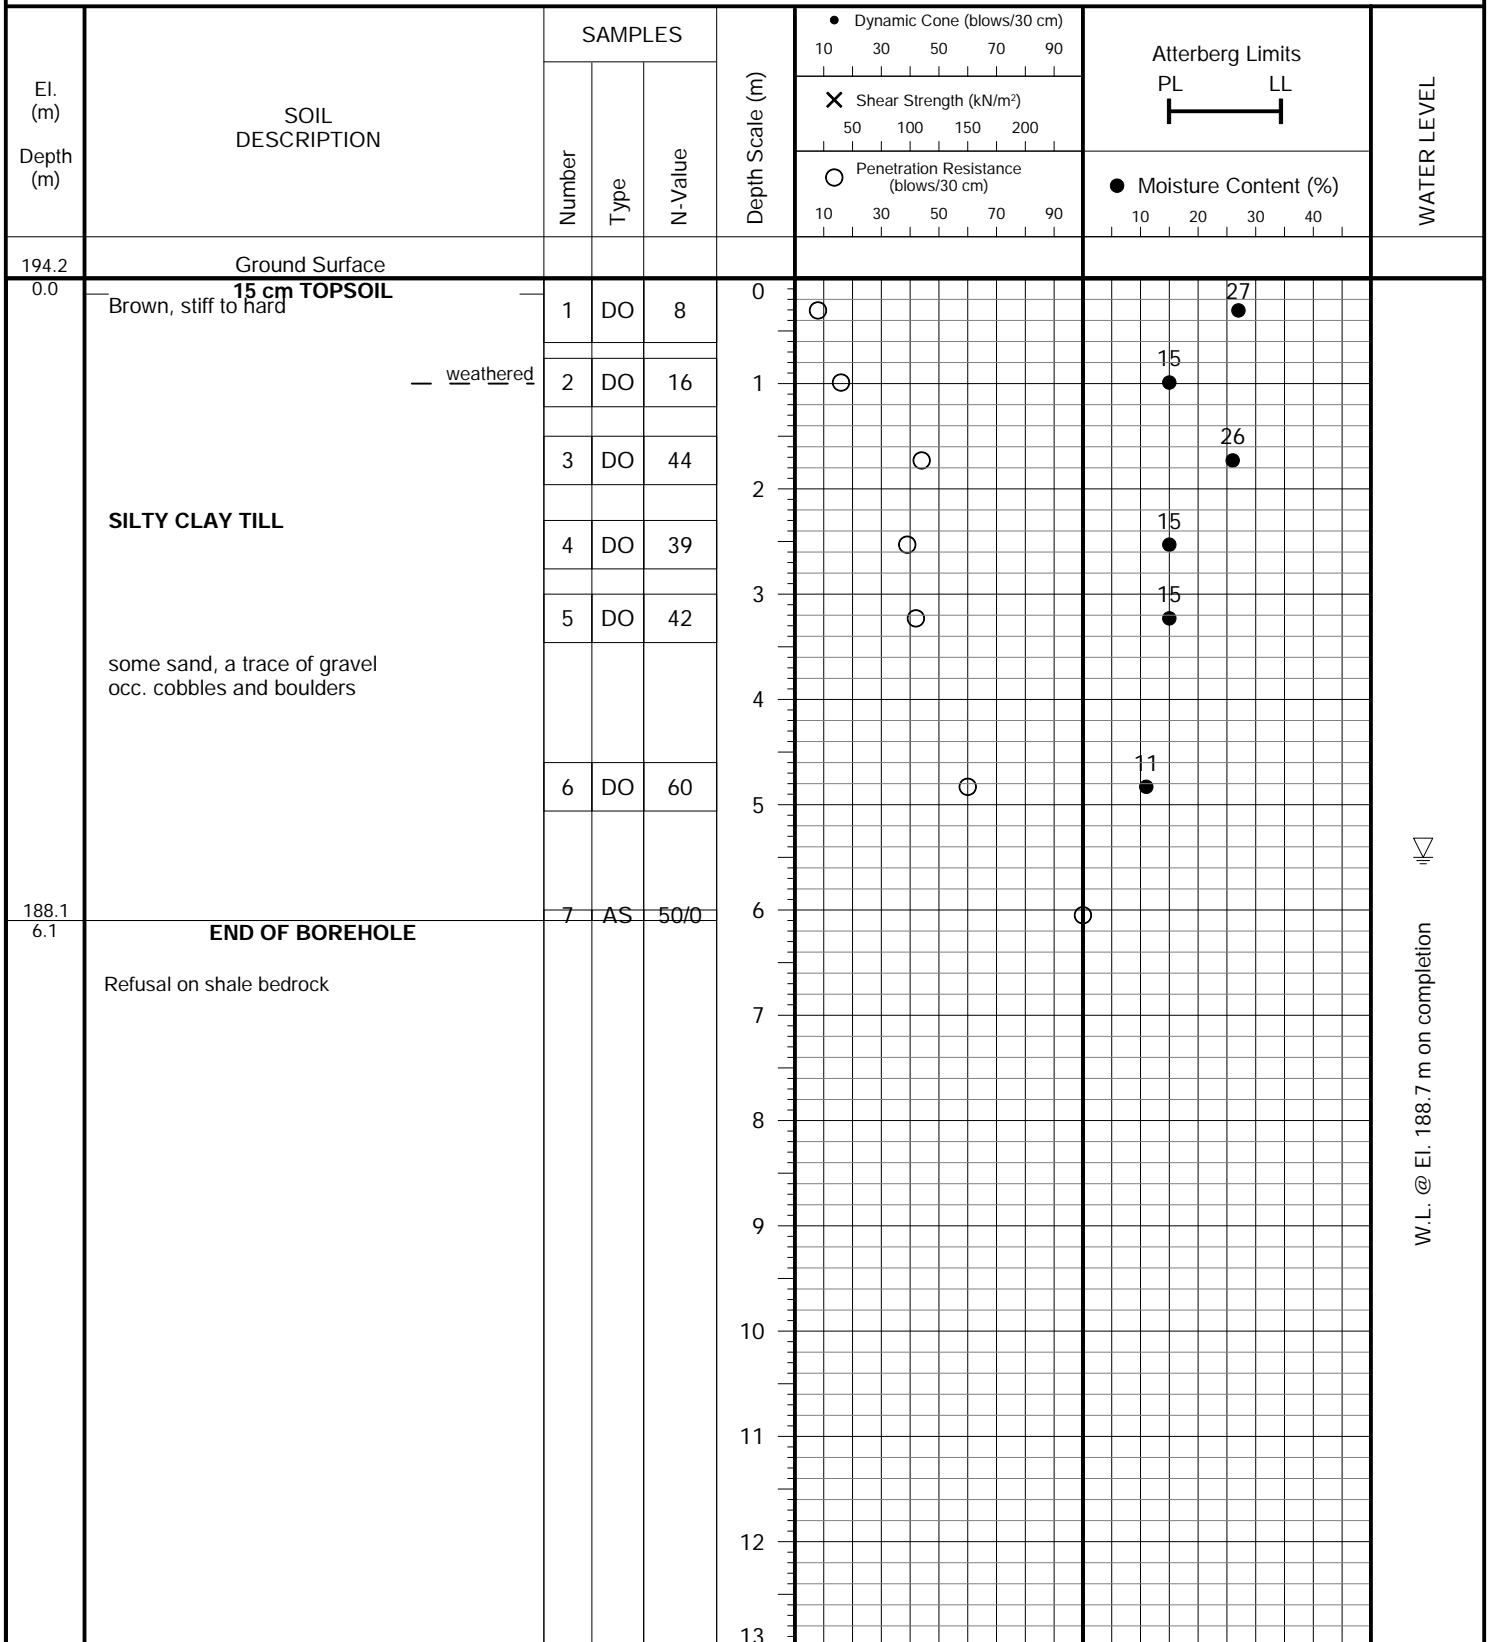 El.
(m)
Depth
(m)
SOIL
DESCRIPTION
SAMPLES
Number
Type
N-Value
Depth Scale (m)
Dynamic Cone (blows/30 cm)
10 30 50 70 90
Shear Strength (kN/m²)
50 100 150 200
Penetration Resistance
(blows/30 cm)
10 30 50 70 90
Atterberg Limits
PL LL
Moisture Content (%)
10 20 30 40
WATER LEVEL
194.2 Ground Surface
0.0 15 cm TOPSOIL
Brown, stiff to hard
1 DO 8
0
27
weathered
2 DO 16
1
15
3 DO 44
26
2
SILTY CLAY TILL
4 DO 39
15
3
5 DO 42
15
some sand, a trace of gravel
occ. cobbles and boulders
4
6 DO 60
11
5
188.1
7 AS 50/0
6
6.1 END OF BOREHOLE
Refusal on shale bedrock
7
8
9
10
11
12
13
W.L. @ El. 188.7 m on completion